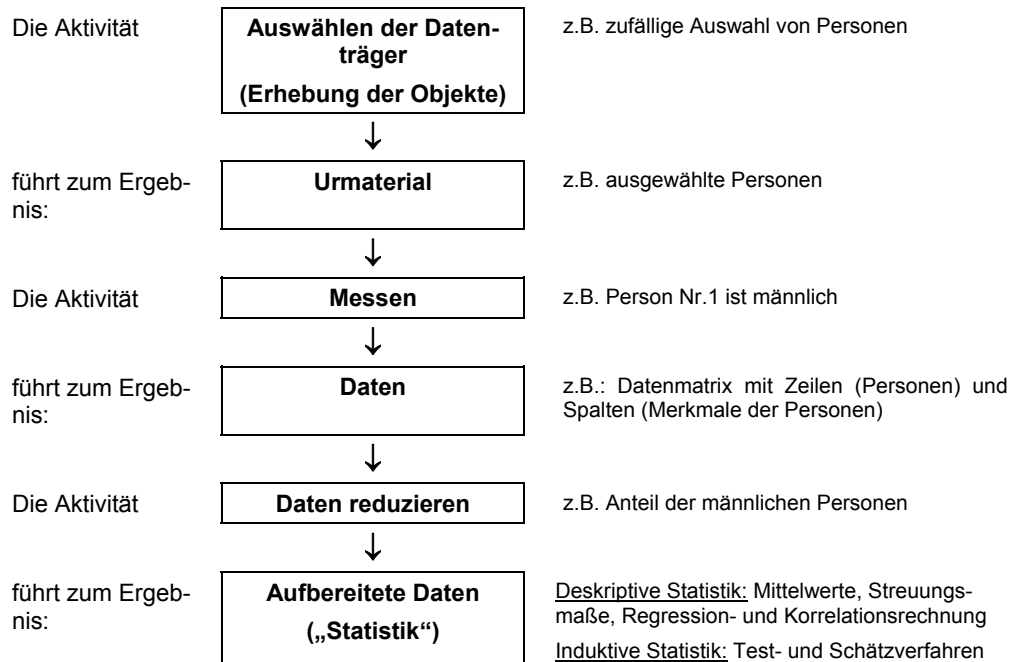 Die Aktivität
Auswählen der Daten-
träger
(Erhebung der Objekte)
z.B. zufällige Auswahl von Personen
↓
führt zum Ergeb-
nis:
Urmaterial
z.B. ausgewählte Personen
↓
Die Aktivität
Messen
z.B. Person Nr.1 ist männlich
↓
führt zum Ergeb-
nis:
Daten
z.B.: Datenmatrix mit Zeilen (Personen) und
Spalten (Merkmale der Personen)
↓
Die Aktivität
Daten reduzieren
z.B. Anteil der männlichen Personen
↓
führt zum Ergeb-
nis:
Aufbereitete Daten
(„Statistik“)
Deskriptive Statistik: Mittelwerte, Streuungs-
maße, Regression- und Korrelationsrechnung
Induktive Statistik: Test- und Schätzverfahren